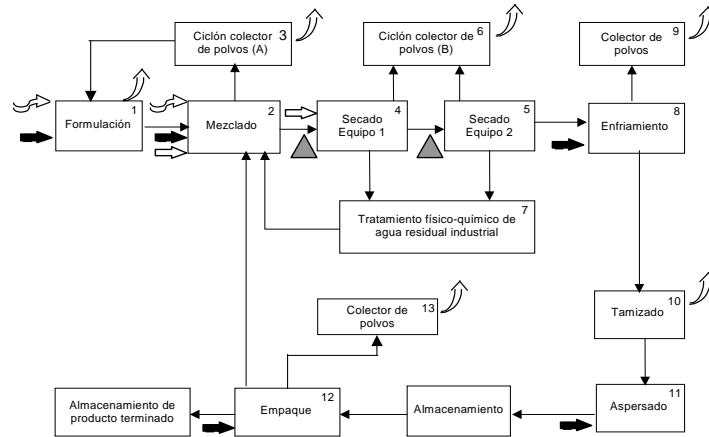 Ciclón colector 3
de polvos (A)
Ciclón colector de 6
polvos (B)
Colector de 9
polvos
Formulación 1
Mezclado 2
Secado 4
Equipo 1
Secado 5
Equipo 2
Enfriamiento 8
Tratamiento físico-químico de 7
agua residual industrial
Colector de 13
polvos
Tamizado 10
Almacenamiento de
producto terminado
Empaque 12
Almacenamiento
Aspersado 11